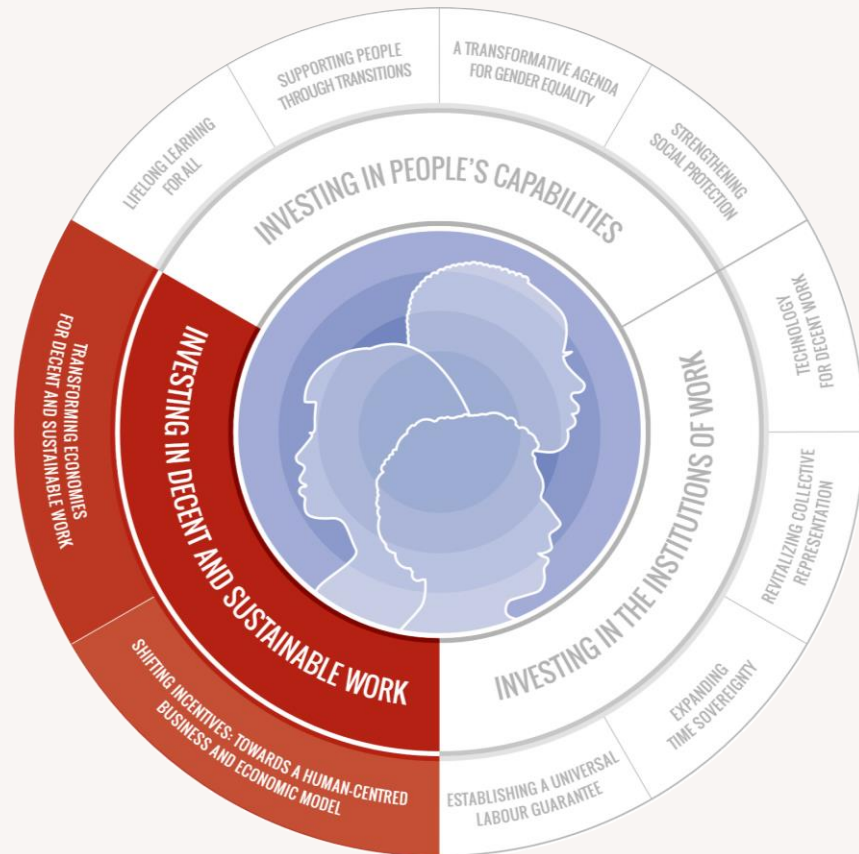 SUPPORTING PEOPLE
THROUGH TRANSITIONS
A TRANSFORMATIVE AGENDA
FOR GENDER EQUALITY
LIFELONG LEARNING
FOR ALL
STRENGTHENING
SOCIAL PROTECTION
INVESTING IN PEOPLE'S CAPABILITIES
TECHNOLOGY
FOR DECENT WORK
TRANSFORMING ECONOMIES
FOR DECENT AND SUSTAINABLE WORK
INVESTING IN DECENT AND SUSTAINABLE WORK
INVESTING IN THE INSTITUTIONS OF WORK
REVITALIZING COLLECTIVE
REPRESENTATION
EXPANDING
TIME SOVEREIGNTY
SHIFTING INCENTIVES: TOWARDS A HUMAN-CENTRED
BUSINESS AND ECONOMIC MODEL
ESTABLISHING A UNIVERSAL
LABOUR GUARANTEE